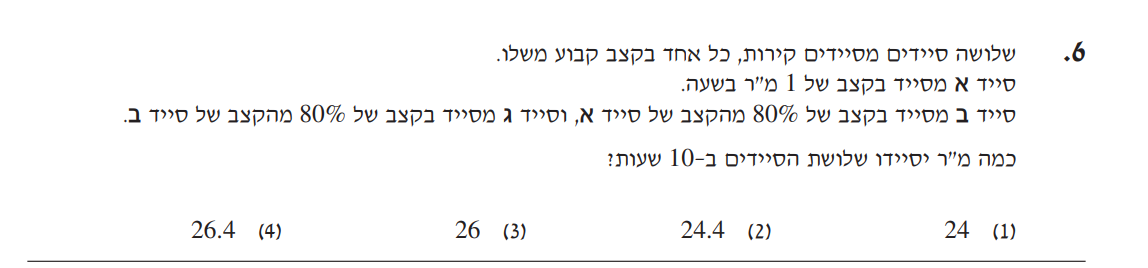 6. שלושה סיידים מסיידים קירות, כל אחד בקצב קבוע משלו.
סייד א מסייד בקצב של 1 מ"ר בשעה.
סייד ב מסייד בקצב של 80% מהקצב של סייד א, וסייד ג מסייד בקצב של 80% מהקצב של סייד ב.
כמה מ"ר יסיידו שלושת הסיידים ב-10 שעות?
(1) 24 (2) 24.4 (3) 26 (4) 26.4